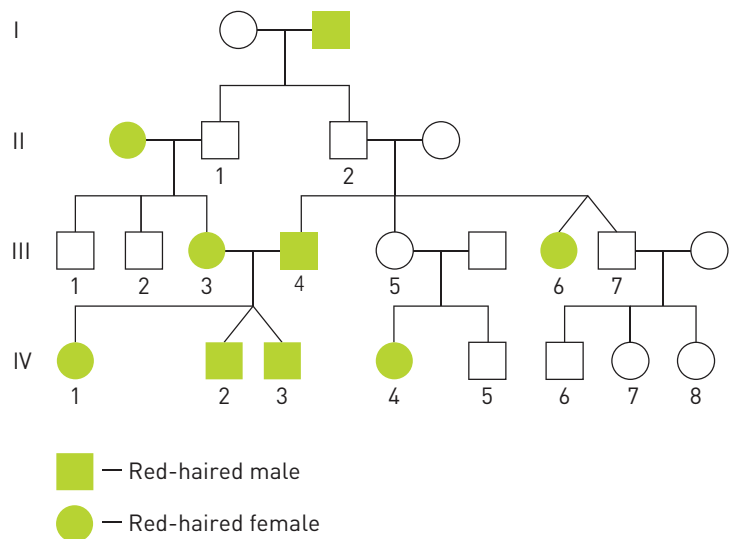 I
II
1 2
III
1 2 3 4 5 6 7
IV
1 2 3 4 5 6 7 8
— Red-haired male
— Red-haired female